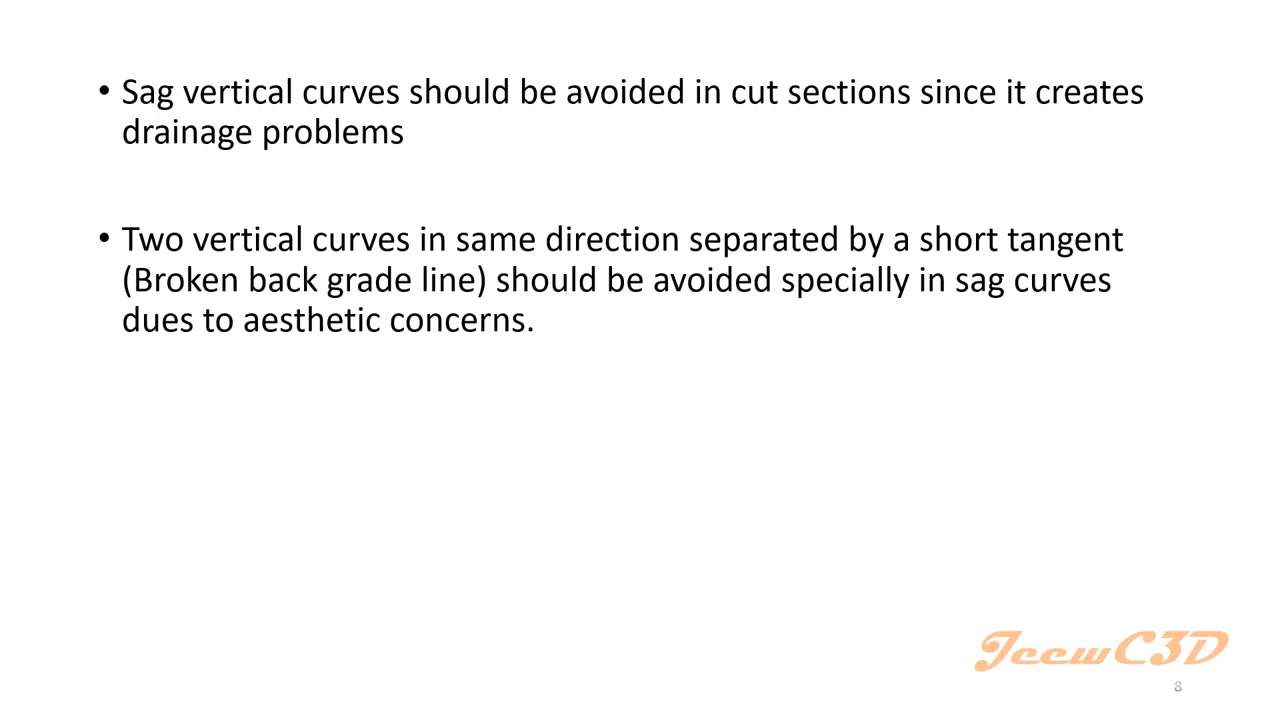 • Sag vertical curves should be avoided in cut sections since it creates
drainage problems
• Two vertical curves in same direction separated by a short tangent
(Broken back grade line) should be avoided specially in sag curves
dues to aesthetic concerns.
JeewC3D
8